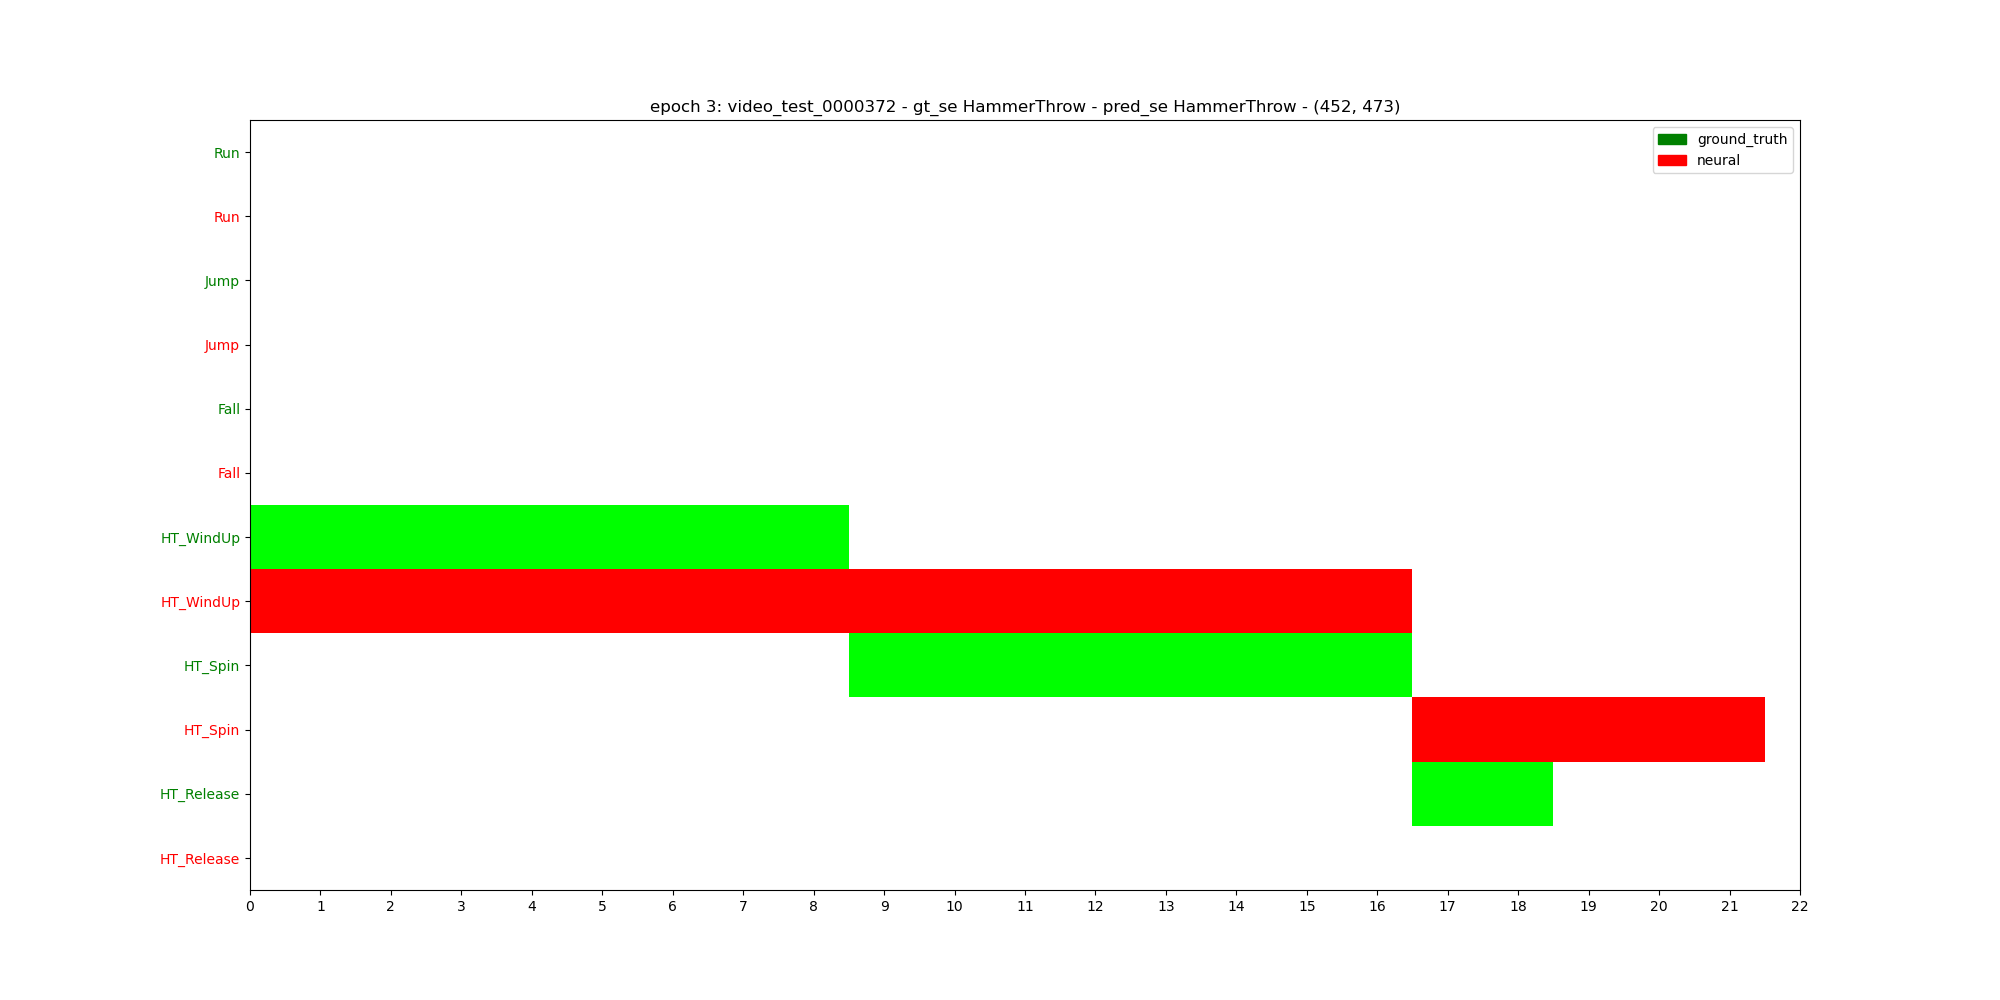 epoch 3: video_test_0000372 - gt_se HammerThrow - pred_se HammerThrow - (452, 473)
ground_truth
neural
Run
Run
Jump
Jump
Fall
Fall
HT_WindUp
HT_WindUp
HT_Spin
HT_Spin
HT_Release
HT_Release
0 1 2 3 4 5 6 7 8 9 10 11 12 13 14 15 16 17 18 19 20 21 22